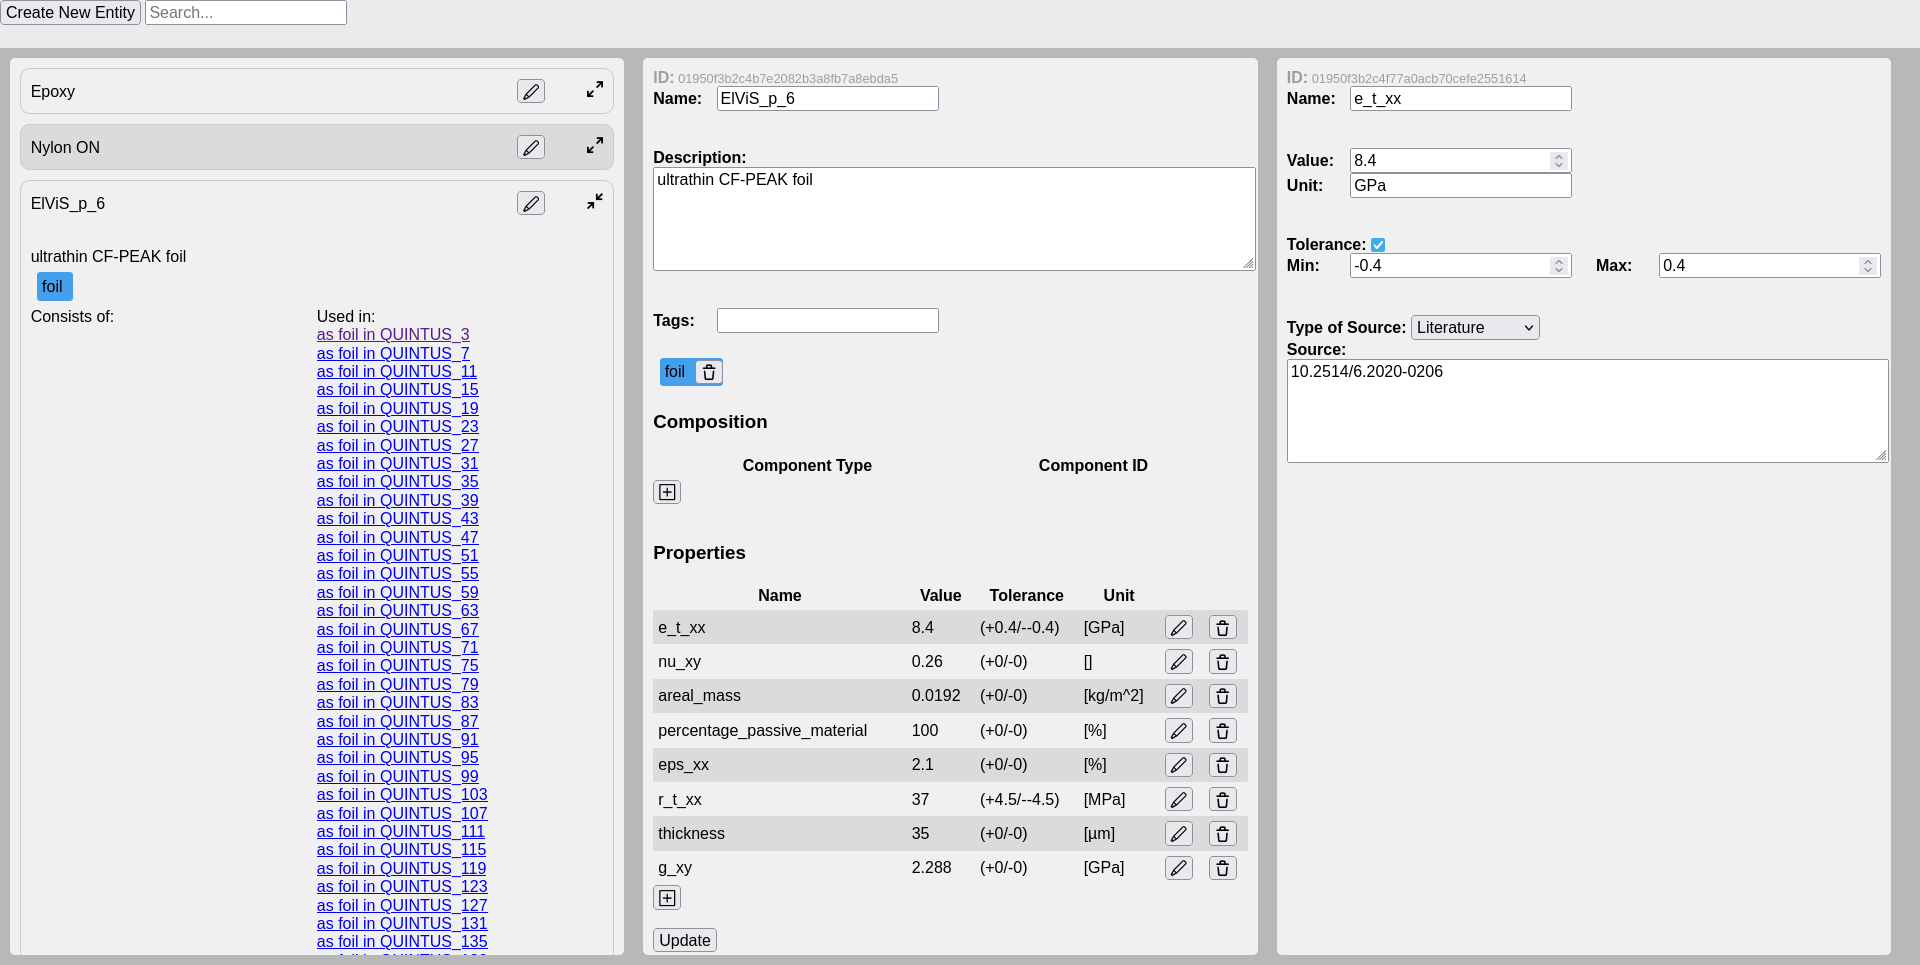 Create New Entity Search...
Epoxy
Nylon ON
ElViS_p_6
ultrathin CF-PEAK foil
foil
Consists of: Used in:
as foil in QUINTUS_3
as foil in QUINTUS_7
as foil in QUINTUS_11
as foil in QUINTUS_15
as foil in QUINTUS_19
as foil in QUINTUS_23
as foil in QUINTUS_27
as foil in QUINTUS_31
as foil in QUINTUS_35
as foil in QUINTUS_39
as foil in QUINTUS_43
as foil in QUINTUS_47
as foil in QUINTUS_51
as foil in QUINTUS_55
as foil in QUINTUS_59
as foil in QUINTUS_63
as foil in QUINTUS_67
as foil in QUINTUS_71
as foil in QUINTUS_75
as foil in QUINTUS_79
as foil in QUINTUS_83
as foil in QUINTUS_87
as foil in QUINTUS_91
as foil in QUINTUS_95
as foil in QUINTUS_99
as foil in QUINTUS_103
as foil in QUINTUS_107
as foil in QUINTUS_111
as foil in QUINTUS_115
as foil in QUINTUS_119
as foil in QUINTUS_123
as foil in QUINTUS_127
as foil in QUINTUS_131
as foil in QUINTUS_135
ID: 01950f3b2c4b7e2082b3a8fb7a8ebda5
Name: ElViS_p_6
Description:
ultrathin CF-PEAK foil
Tags:
foil
Composition
Component Type Component ID
Properties
Name Value Tolerance Unit
e_t_xx 8.4 (+0.4/--0.4) [GPa]
nu_xy 0.26 (+0/-0) []
areal_mass 0.0192 (+0/-0) [kg/m^2]
percentage_passive_material 100 (+0/-0) [%]
eps_xx 2.1 (+0/-0) [%]
r_t_xx 37 (+4.5/--4.5) [MPa]
thickness 35 (+0/-0) [µm]
g_xy 2.288 (+0/-0) [GPa]
Update
ID: 01950f3b2c4f77a0acb70cefe2551614
Name: e_t_xx
Value: 8.4
Unit: GPa
Tolerance:
Min: -0.4 Max: 0.4
Type of Source: Literature
Source:
10.2514/6.2020-0206